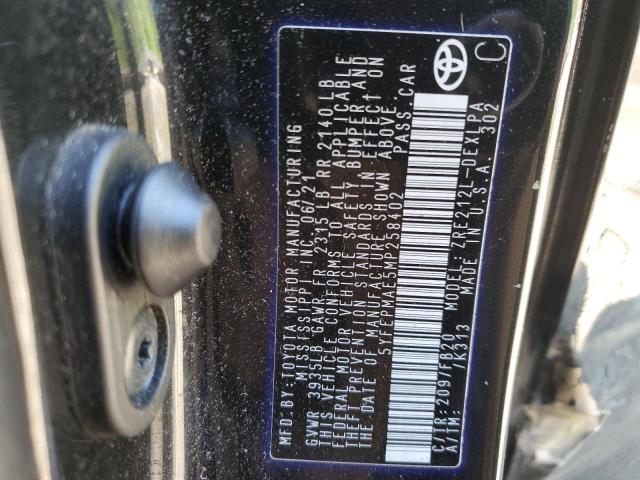 MFD. BY: TOYOTA MOTOR MANUFACTURING
MISSISSIPPI INC. 06/21
GVWR 3935LB GAWR FR 2315 LB RR 2140LB
THIS VEHICLE CONFORMS TO ALL APPLICABLE
FEDERAL MOTOR VEHICLE SAFETY, BUMPER AND
THEFT PREVENTION STANDARDS IN EFFECT ON
THE DATE OF MANUFACTURE SHOWN ABOVE.
5YFEPMAE5MP258402 PASS. CAR
C/TR: 209/FB20 MODEL: ZRE212L-DEXLPA
A/TM: /K313 MADE IN U.S.A. 302
C